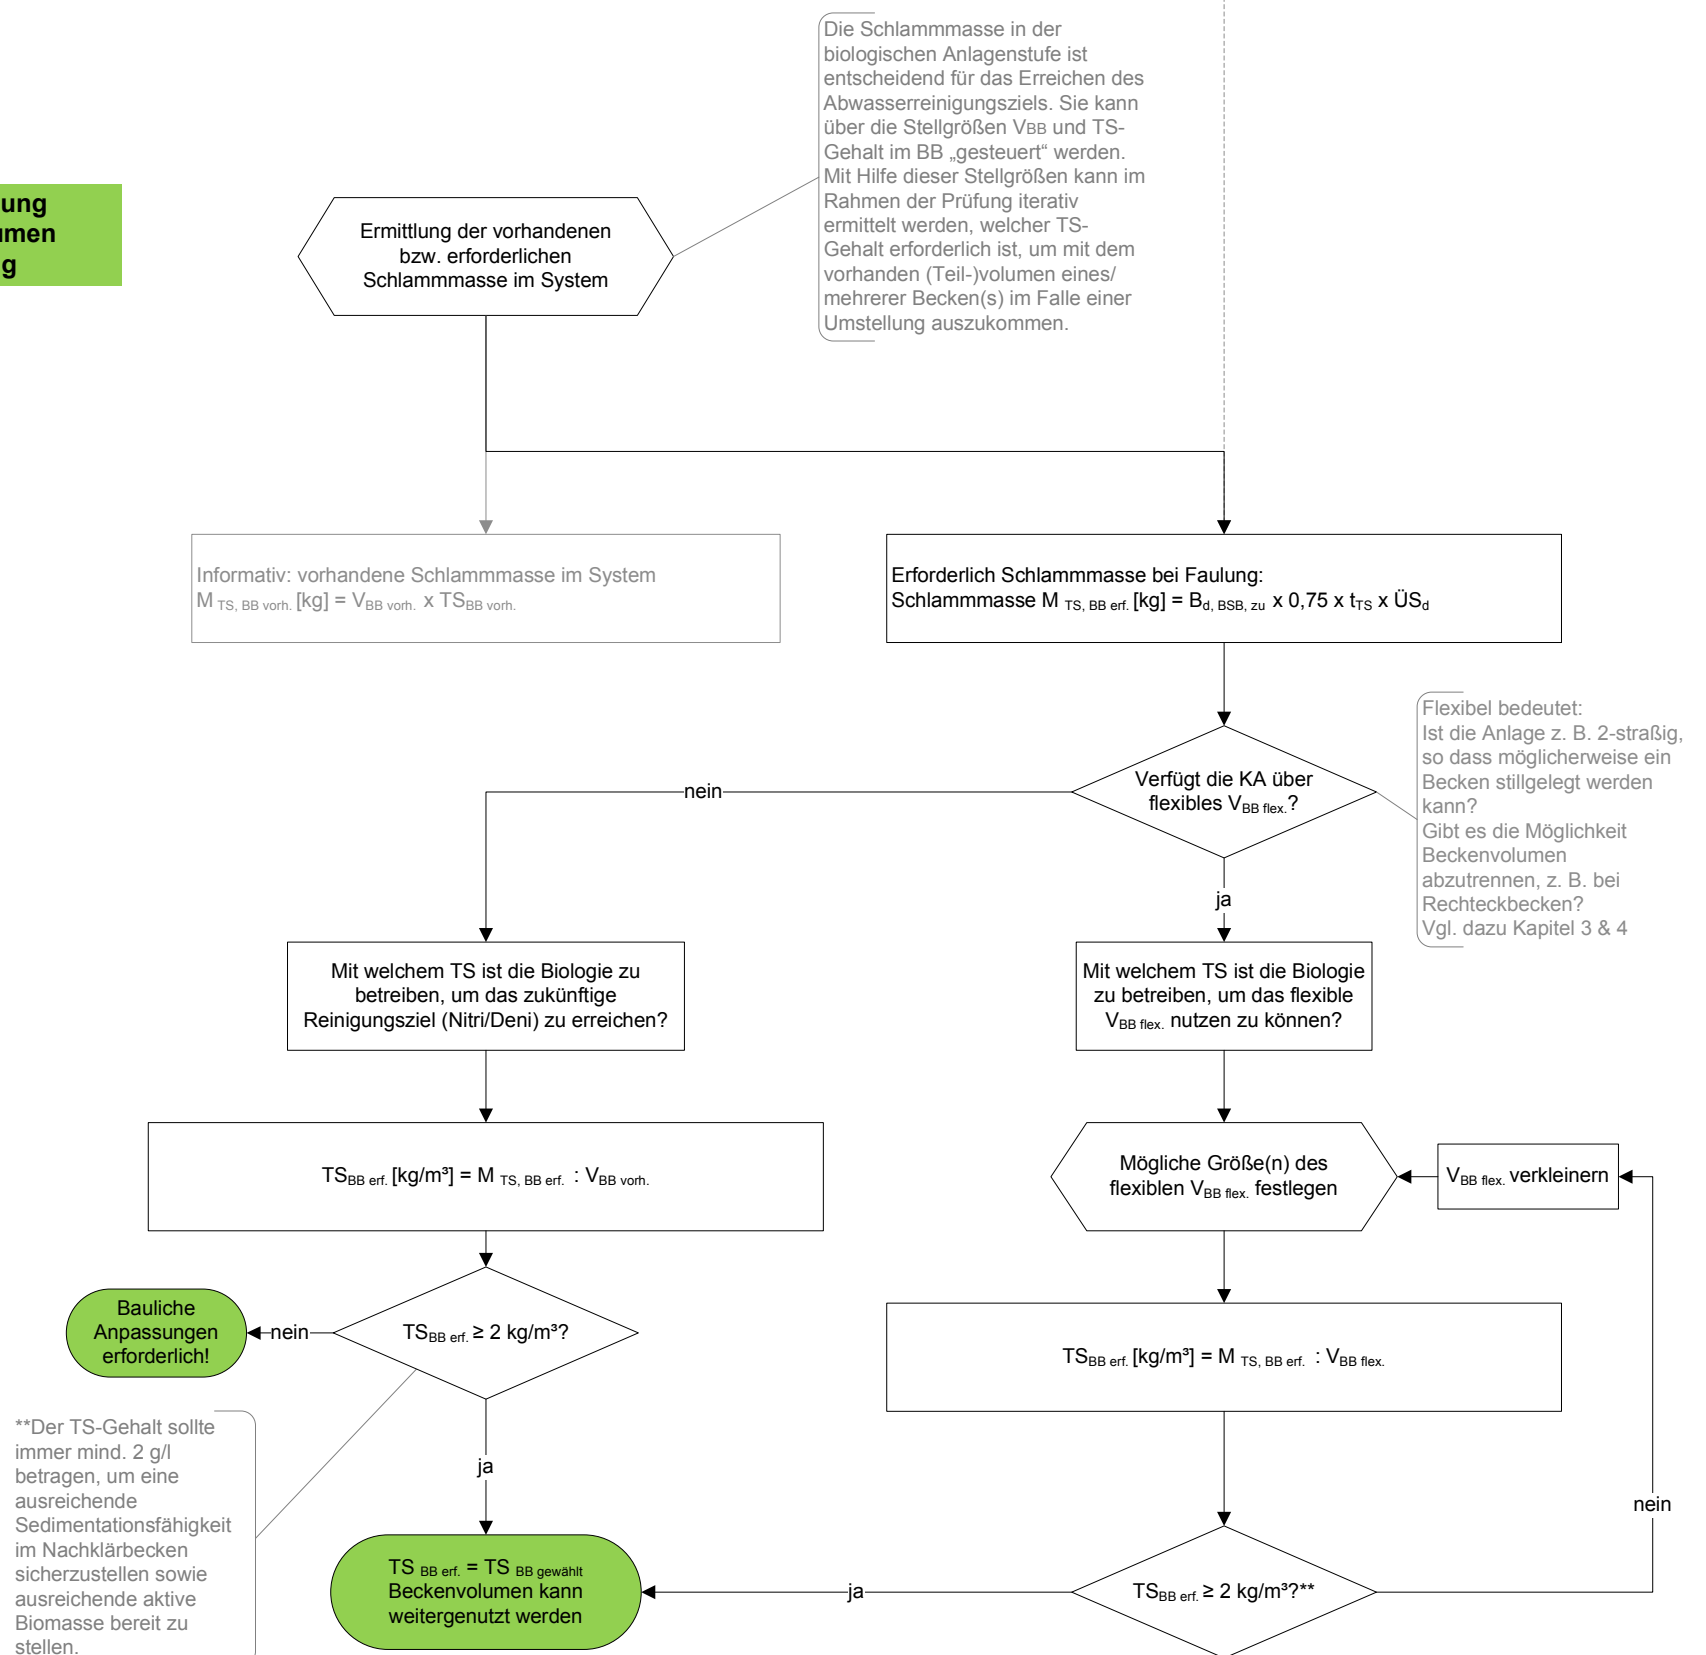 Die Schlammmasse in der
biologischen Anlagenstufe ist
entscheidend für das Erreichen des
Abwasserreinigungsziels. Sie kann
über die Stellgrößen VBB und TS-
Gehalt im BB „gesteuert“ werden.
Mit Hilfe dieser Stellgrößen kann im
Rahmen der Prüfung iterativ
ermittelt werden, welcher TS-
Gehalt erforderlich ist, um mit dem
vorhanden (Teil-)volumen eines/
mehrerer Becken(s) im Falle einer
Umstellung auszukommen.
ung
umen
g
Ermittlung der vorhandenen
bzw. erforderlichen
Schlammmasse im System
Informativ: vorhandene Schlammmasse im System
M TS, BB vorh. [kg] = VBB vorh. x TSBB vorh.
Erforderlich Schlammmasse bei Faulung:
Schlammmasse M TS, BB erf. [kg] = Bd, BSB, zu x 0,75 x tTS x ÜSd
Verfügt die KA über
flexibles VBB flex.?
nein
ja
Flexibel bedeutet:
Ist die Anlage z. B. 2-straßig,
so dass möglicherweise ein
Becken stillgelegt werden
kann?
Gibt es die Möglichkeit
Beckenvolumen
abzutrennen, z. B. bei
Rechteckbecken?
Vgl. dazu Kapitel 3 & 4
Mit welchem TS ist die Biologie zu
betreiben, um das zukünftige
Reinigungsziel (Nitri/Deni) zu erreichen?
Mit welchem TS ist die Biologie
zu betreiben, um das flexible
VBB flex. nutzen zu können?
TSBB erf. [kg/m³] = M TS, BB erf. : VBB vorh.
Mögliche Größe(n) des
flexiblen VBB flex. festlegen
VBB flex. verkleinern
Bauliche
Anpassungen
erforderlich!
nein
TSBB erf. ≥ 2 kg/m³?
TSBB erf. [kg/m³] = M TS, BB erf. : VBB flex.
**Der TS-Gehalt sollte
immer mind. 2 g/l
betragen, um eine
ausreichende
Sedimentationsfähigkeit
im Nachklärbecken
sicherzustellen sowie
ausreichende aktive
Biomasse bereit zu
stellen.
ja
nein
TS BB erf. = TS BB gewählt
Beckenvolumen kann
weitergenutzt werden
ja
TSBB erf. ≥ 2 kg/m³?**